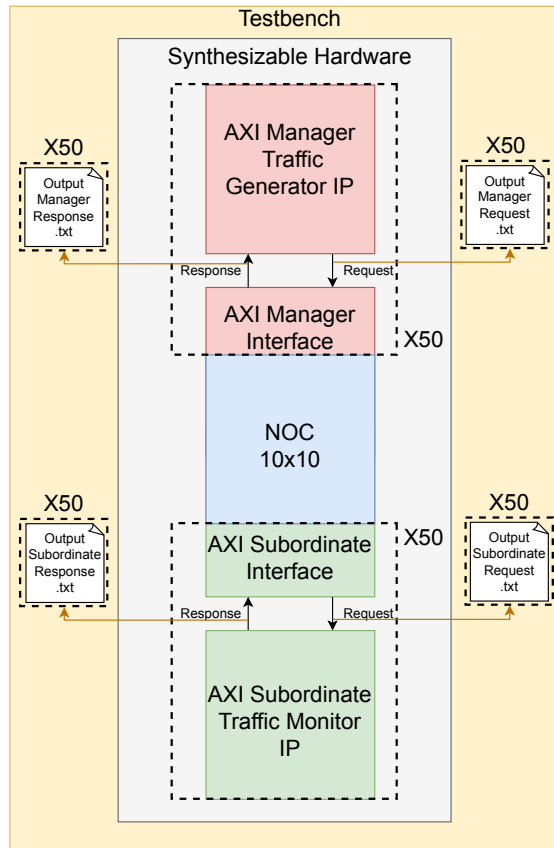 Testbench
Synthesizable Hardware
AXI Manager
Traffic
Generator IP
X50
Output
Manager
Response
.txt
X50
Output
Manager
Request
.txt
Response
Request
AXI Manager
Interface
X50
NOC
10x10
X50
Output
Subordinate
Response
.txt
X50
Output
Subordinate
Request
.txt
AXI Subordinate
Interface
X50
Response
Request
AXI Subordinate
Traffic Monitor
IP